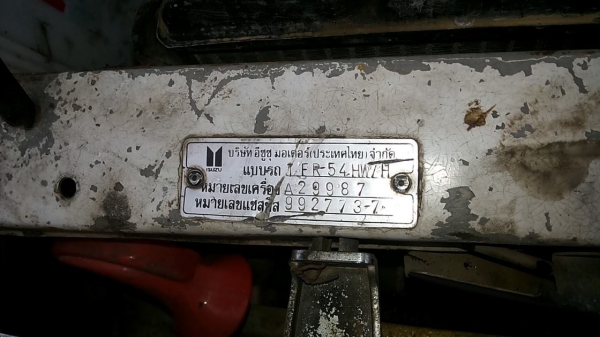 บริษัท อีซูซุ มอเตอร์(ประเทศไทย)จำกัด
ISUZU
แบบรถ TFR-54HW7H
หมายเลขเครื่อง A29987
หมายเลขแชสซีส 992773-7-